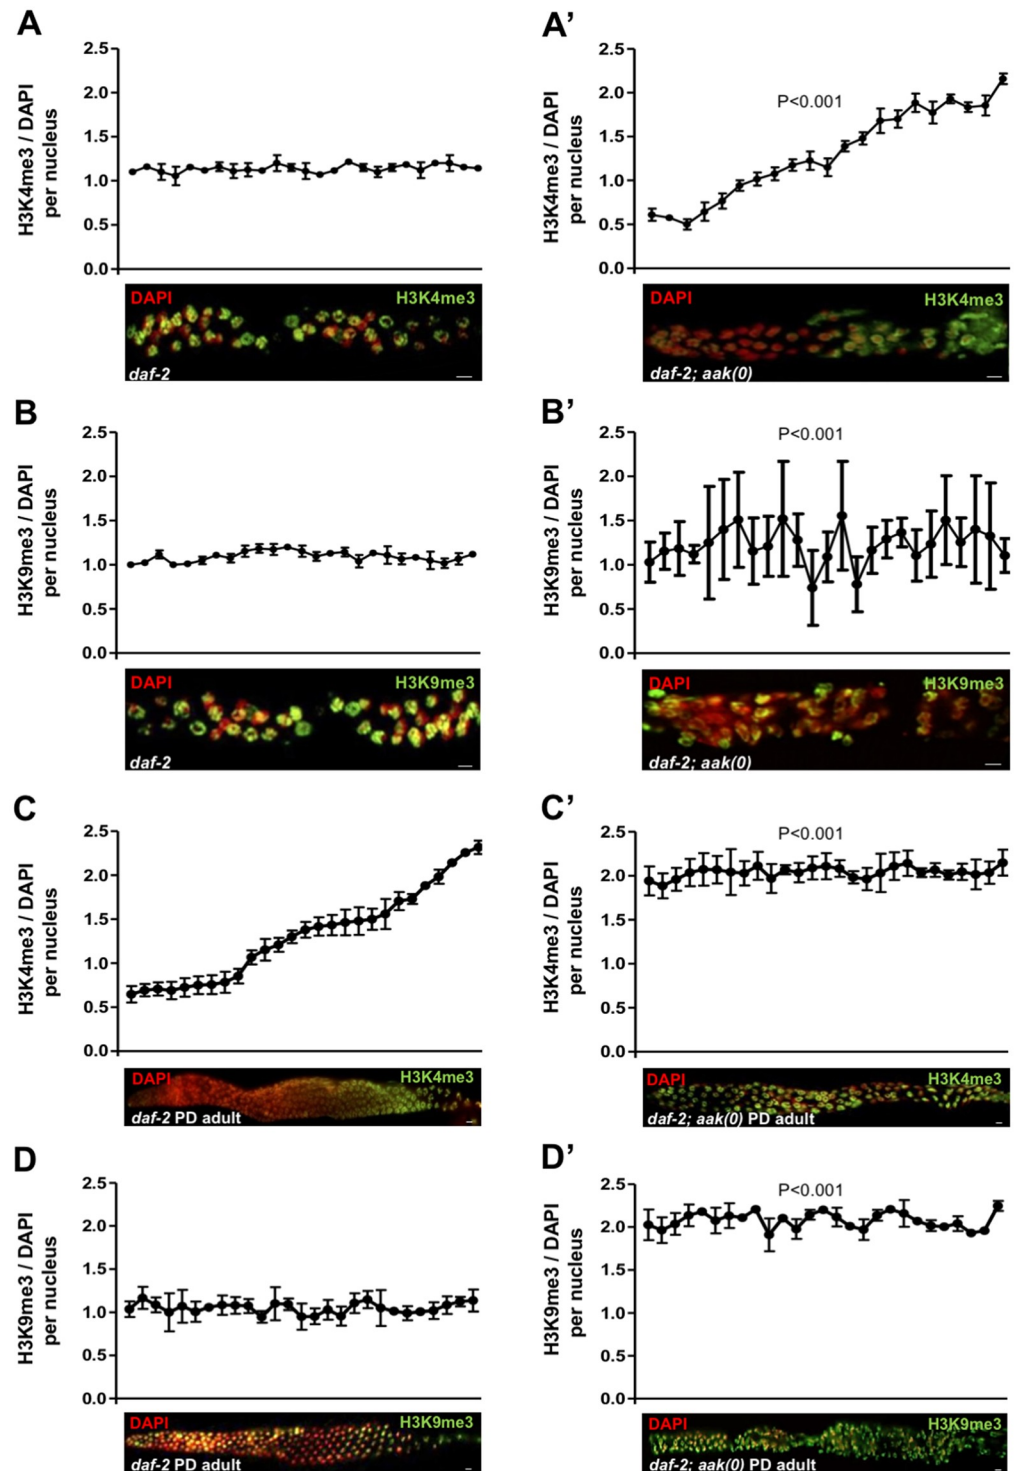 A
H3K4me3 / DAPI
per nucleus
2.5
2.0
1.5
1.0
0.5
0.0
DAPI
H3K4me3
daf-2
A’
H3K4me3 / DAPI
per nucleus
2.5
2.0
1.5
1.0
0.5
0.0
P<0.001
DAPI
H3K4me3
daf-2; aak(0)
B
H3K9me3 / DAPI
per nucleus
2.5
2.0
1.5
1.0
0.5
0.0
DAPI
H3K9me3
daf-2
B’
H3K9me3 / DAPI
per nucleus
2.5
2.0
1.5
1.0
0.5
0.0
P<0.001
DAPI
H3K9me3
daf-2; aak(0)
C
H3K4me3 / DAPI
per nucleus
2.5
2.0
1.5
1.0
0.5
0.0
DAPI
H3K4me3
daf-2 PD adult
C’
H3K4me3 / DAPI
per nucleus
2.5
2.0
1.5
1.0
0.5
0.0
P<0.001
DAPI
H3K4me3
daf-2; aak(0) PD adult
D
H3K9me3 / DAPI
per nucleus
2.5
2.0
1.5
1.0
0.5
0.0
DAPI
H3K9me3
daf-2 PD adult
D’
H3K9me3 / DAPI
per nucleus
2.5
2.0
1.5
1.0
0.5
0.0
P<0.001
DAPI
H3K9me3
daf-2; aak(0) PD adult